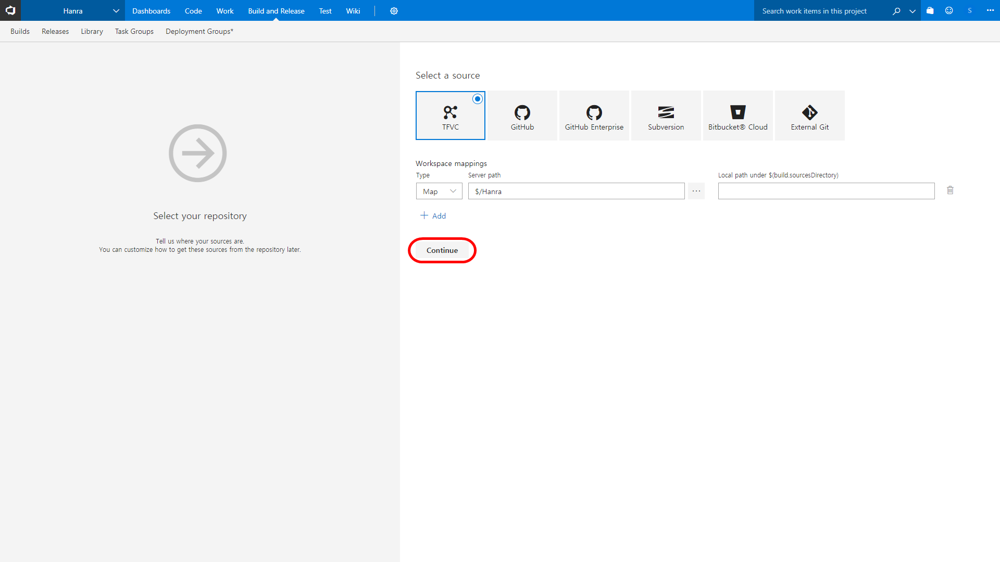 Hanra
Dashboards
Code
Work
Build and Release
Test
Wiki
Search work items in this project
S
Builds
Releases
Library
Task Groups
Deployment Groups*
Select your repository
Tell us where your sources are.
You can customize how to get these sources from the repository later.
Select a source
TFVC
GitHub
GitHub Enterprise
Subversion
Bitbucket® Cloud
External Git
Workspace mappings
Type
Server path
Local path under $(build.sourcesDirectory)
Map
$/Hanra
...
Add
Continue